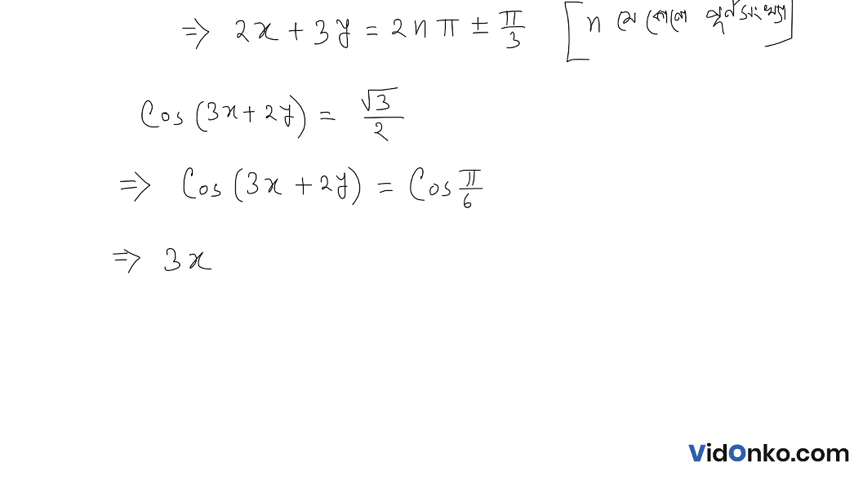 ⇒ 2x + 3y = 2nπ ± π/3 [n যে কোনো পূর্ণসংখ্যা]
Cos(3x+2y) = √3/2
⇒ Cos(3x+2y) = Cos π/6
⇒ 3x
VidOnko.com